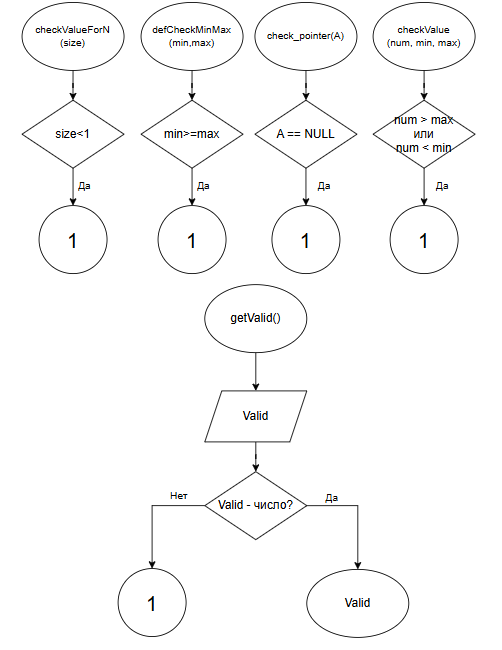 checkValueForN
(size)
defCheckMinMax
(min,max)
check_pointer(A)
checkValue
(num, min, max)
size<1
min>=max
A == NULL
num > max
или
num < min
Да
Да
Да
Да
1
1
1
1
getValid()
Valid
Valid - число?
Нет
Да
1
Valid